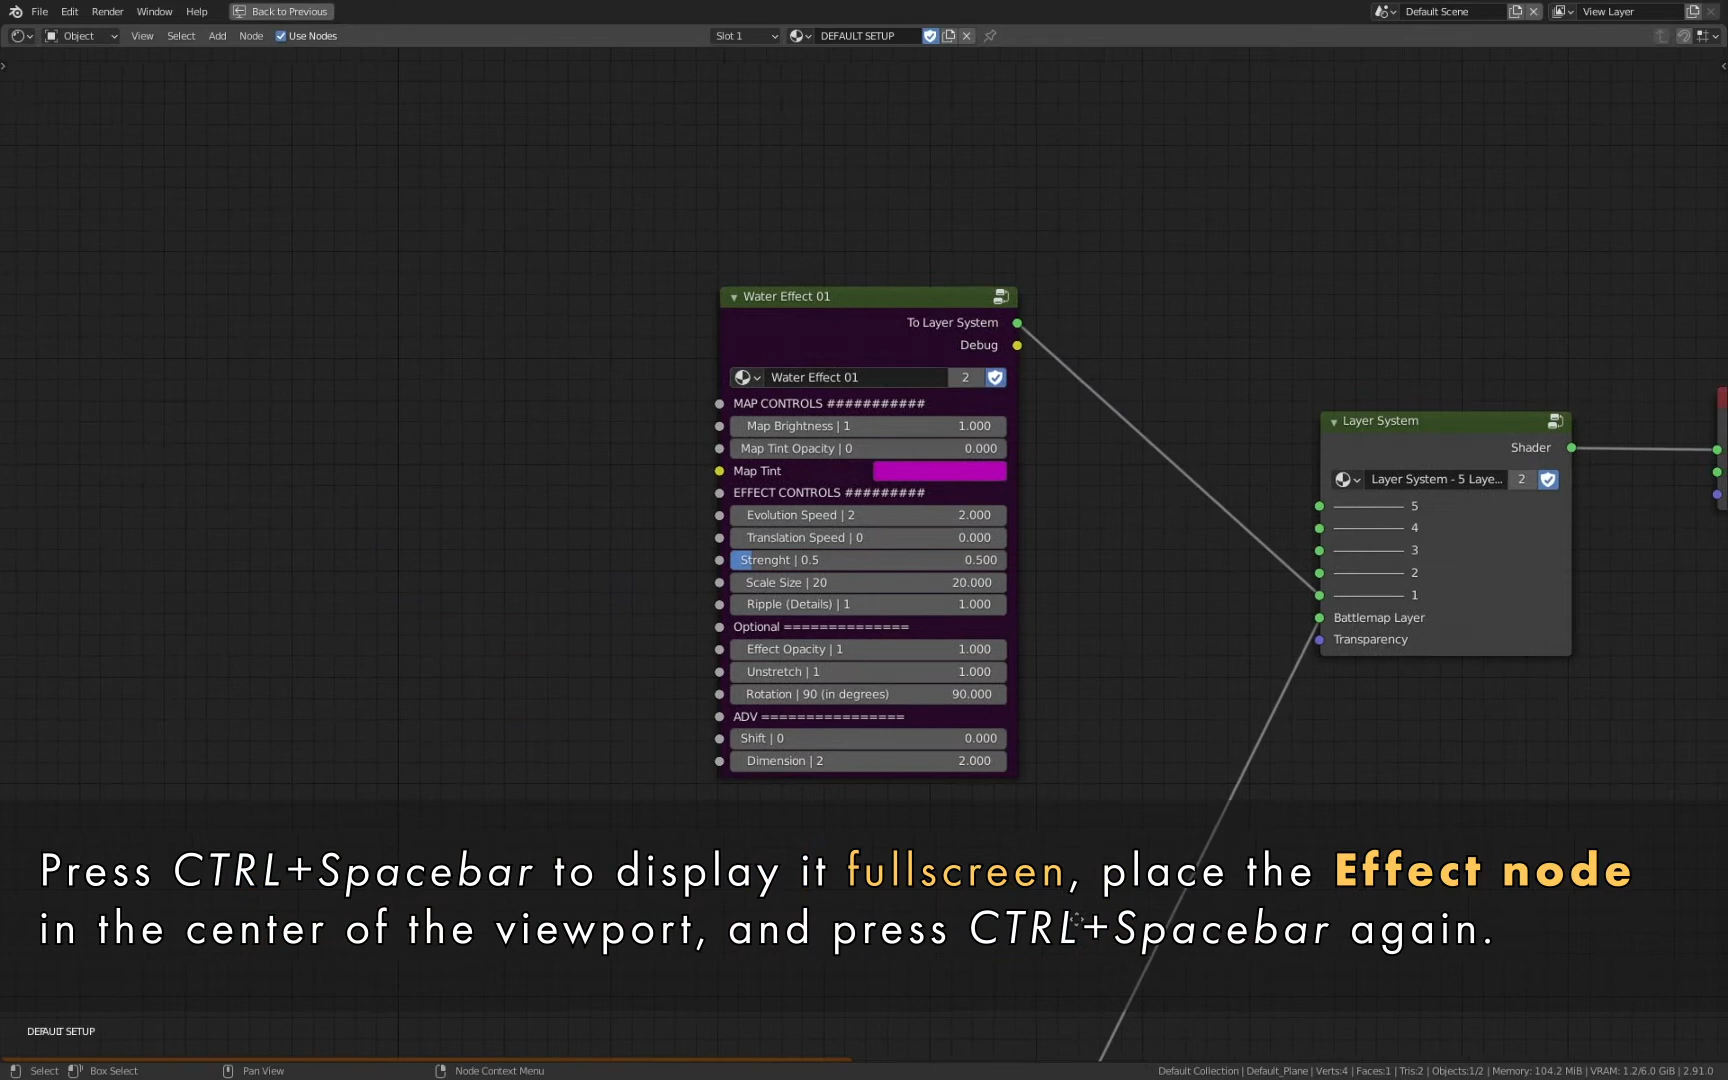 File Edit Render Window Help Back to Previous Default Scene View Layer
Object View Select Add Node Use Nodes Slot 1 DEFAULT SETUP
Water Effect 01
To Layer System
Debug
Water Effect 01 2
MAP CONTROLS ###########
Map Brightness | 1 1.000
Map Tint Opacity | 0 0.000
Map Tint
EFFECT CONTROLS #########
Evolution Speed | 2 2.000
Translation Speed | 0 0.000
Strenght | 0.5 0.500
Scale Size | 20 20.000
Ripple (Details) | 1 1.000
Optional ==============
Effect Opacity | 1 1.000
Unstretch | 1 1.000
Rotation | 90 (in degrees) 90.000
ADV ================
Shift | 0 0.000
Dimension | 2 2.000
Layer System
Shader
Layer System - 5 Laye... 2
5
4
3
2
1
Battlemap Layer
Transparency
Press CTRL+Spacebar to display it fullscreen, place the Effect node
in the center of the viewport, and press CTRL+Spacebar again.
DEFAULT SETUP
Select Box Select Pan View Node Context Menu Default Collection | Default_Plane | Verts:4 | Faces:1 | Tris:2 | Objects:1/2 | Memory: 104.2 MiB | VRAM: 1.2/6.0 GiB | 2.91.0